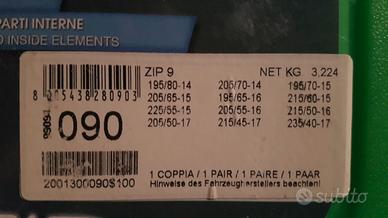 PARTI INTERNE
INSIDE ELEMENTS
ZIP 9 NET KG. 3,224
195/80-14 205/70-14 195/70-14
205/65-15 195/65-16 215/60-15
225/55-15 205/55-16 215/50-16
205/50-17 215/45-17 235/40-17
090
1 COPPIA / 1 PAIR / 1 PAIRE / 1 PAAR
Hinweise des Fahrzeugherstellers beachten!
subito